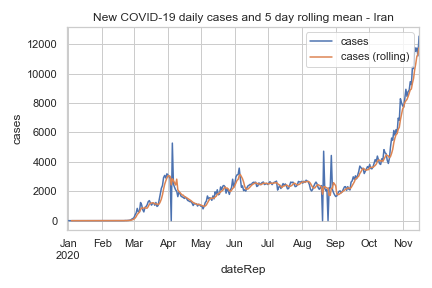 New COVID-19 daily cases and 5 day rolling mean - Iran
cases
cases (rolling)
12000
10000
8000
6000
4000
2000
0
cases
Jan Feb Mar Apr May Jun Jul Aug Sep Oct Nov
2020
dateRep